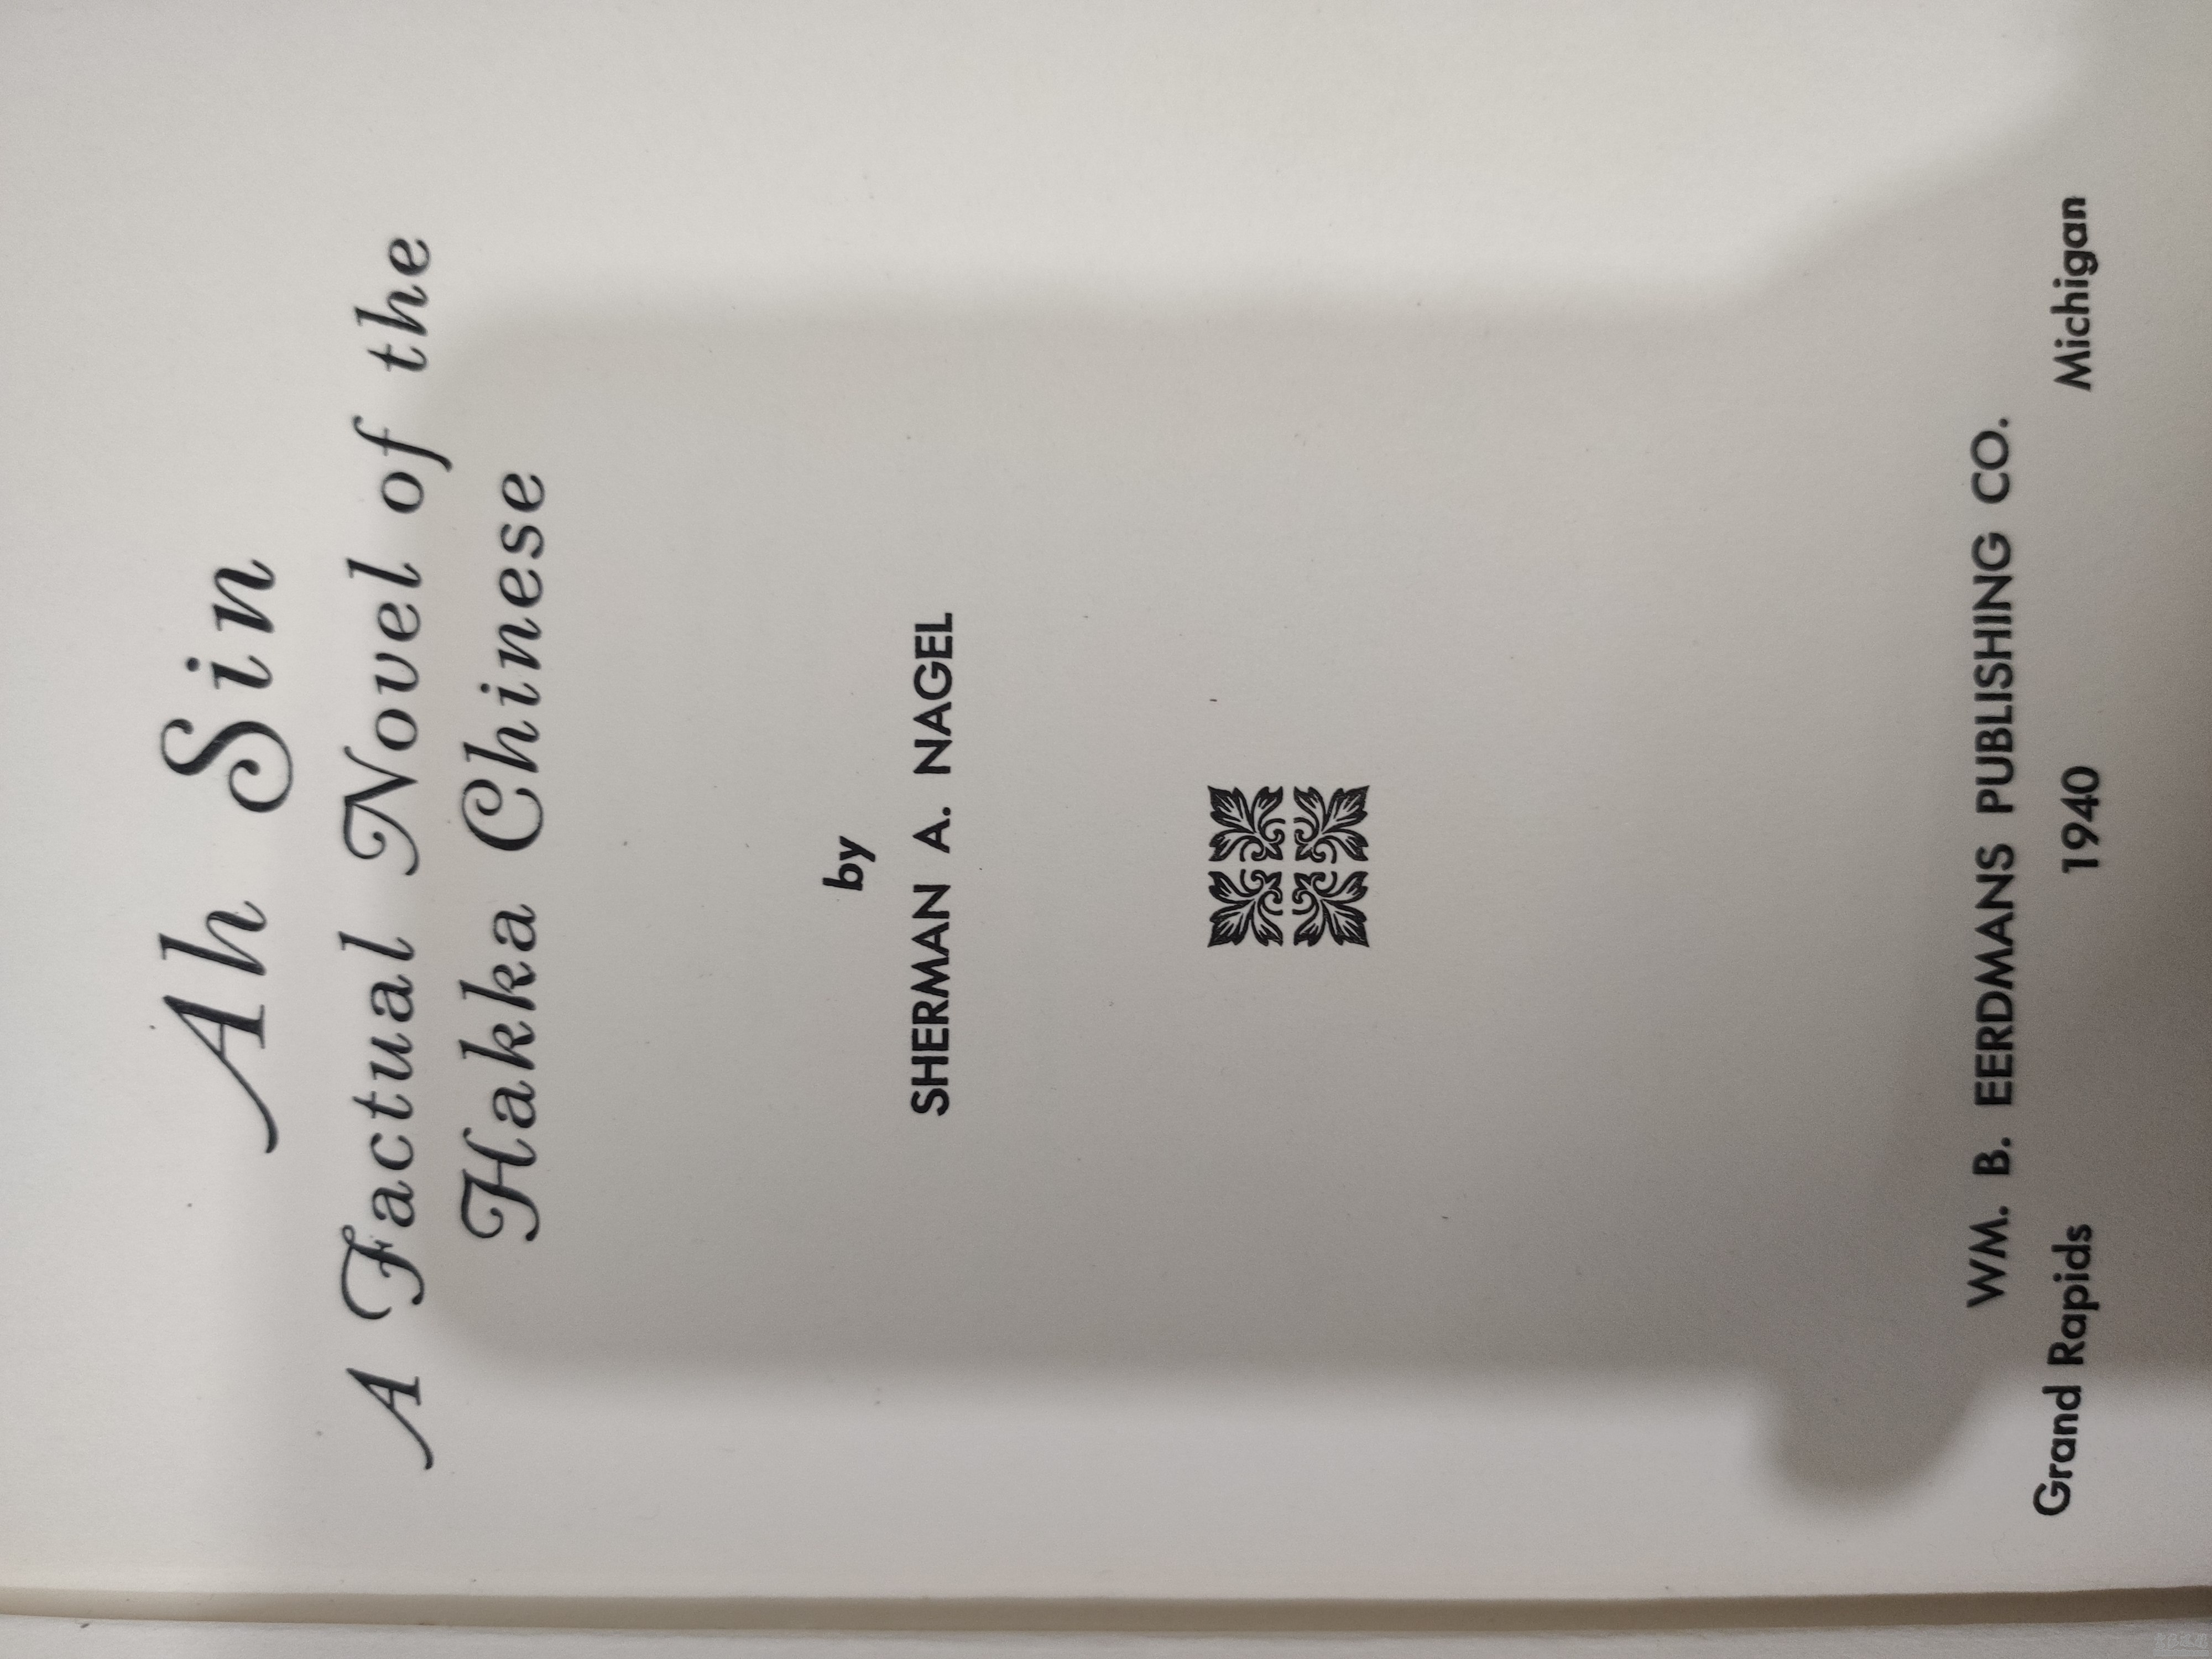 Ah Sin
A Factual Novel of the
Hakka Chinese
by
SHERMAN A. NAGEL
WM. B. EERDMANS PUBLISHING CO.
Grand Rapids 1940 Michigan